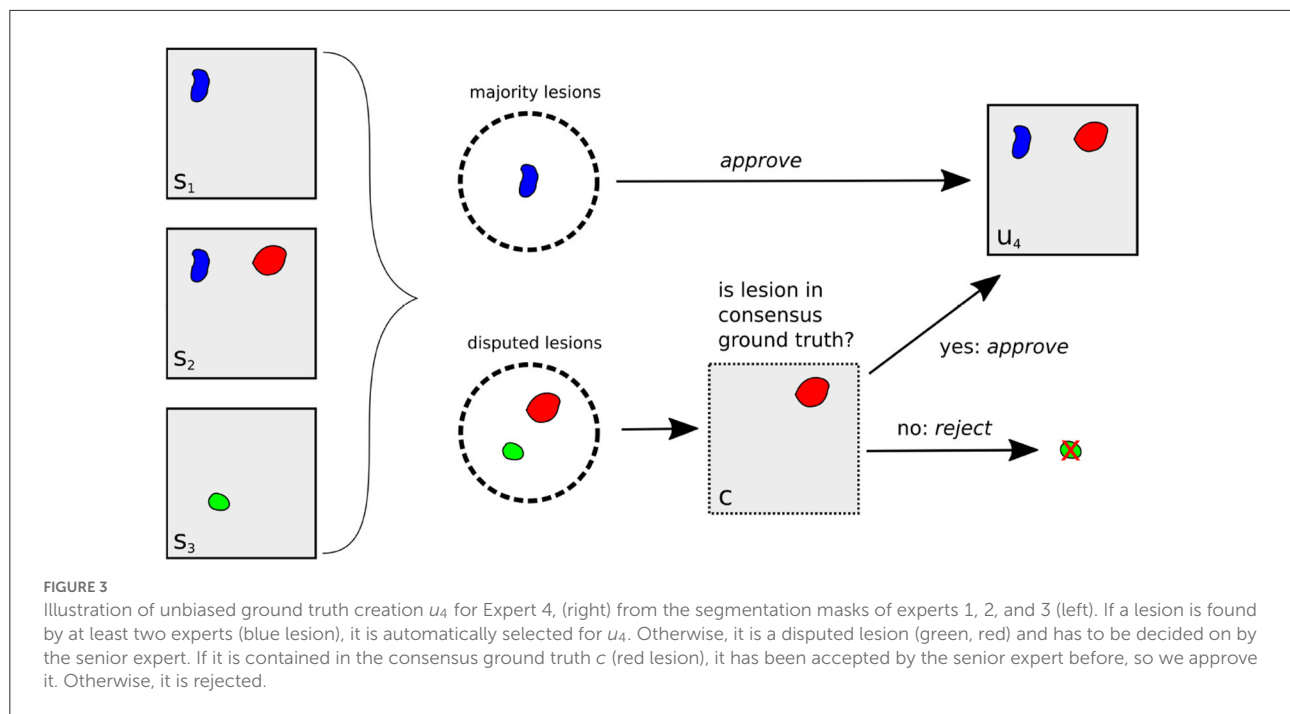 majority lesions
approve
S₁
u₄
is lesion in
consensus
ground truth?
S₂
disputed lesions
yes: approve
no: reject
c
S₃
FIGURE 3
Illustration of unbiased ground truth creation u₄ for Expert 4, (right) from the segmentation masks of experts 1, 2, and 3 (left). If a lesion is found
by at least two experts (blue lesion), it is automatically selected for u₄. Otherwise, it is a disputed lesion (green, red) and has to be decided on by
the senior expert. If it is contained in the consensus ground truth c (red lesion), it has been accepted by the senior expert before, so we approve
it. Otherwise, it is rejected.